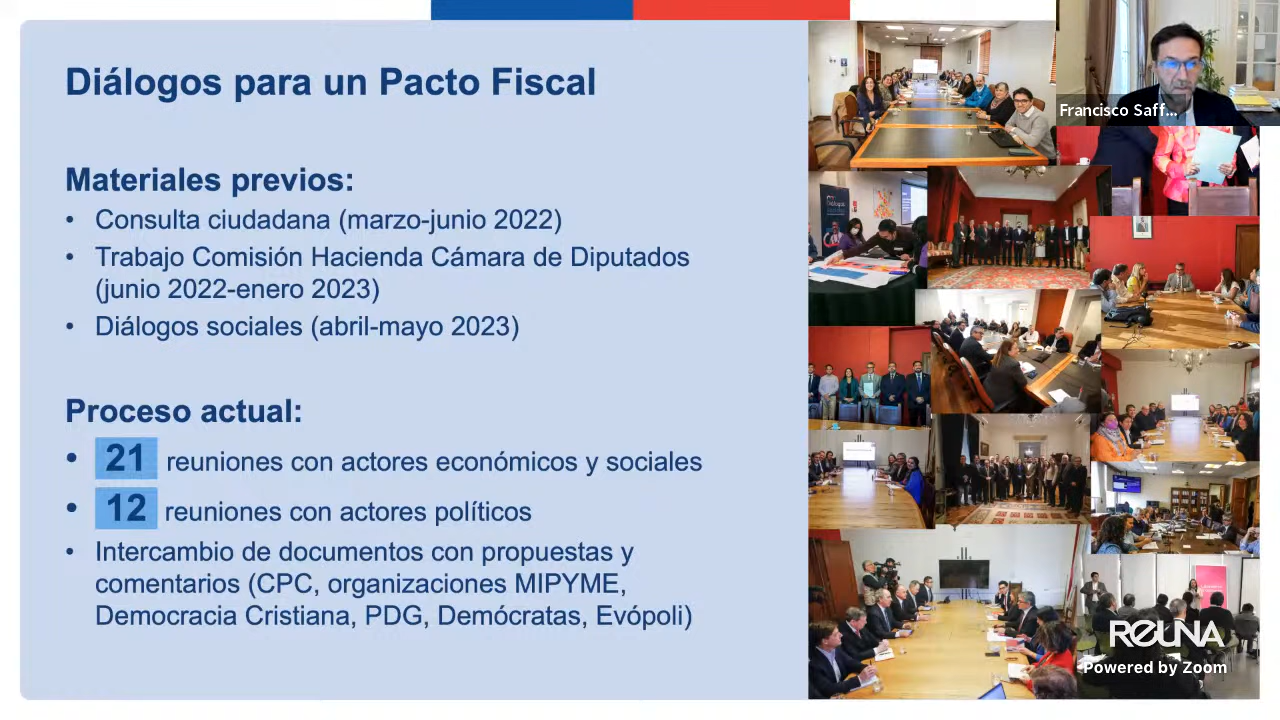 Diálogos para un Pacto Fiscal
Materiales previos:
• Consulta ciudadana (marzo-junio 2022)
• Trabajo Comisión Hacienda Cámara de Diputados
(junio 2022-enero 2023)
• Diálogos sociales (abril-mayo 2023)
Proceso actual:
• 21 reuniones con actores económicos y sociales
• 12 reuniones con actores políticos
• Intercambio de documentos con propuestas y
comentarios (CPC, organizaciones MIPYME,
Democracia Cristiana, PDG, Demócratas, Evópoli)
Francisco Saff...
REUNA
Powered by Zoom